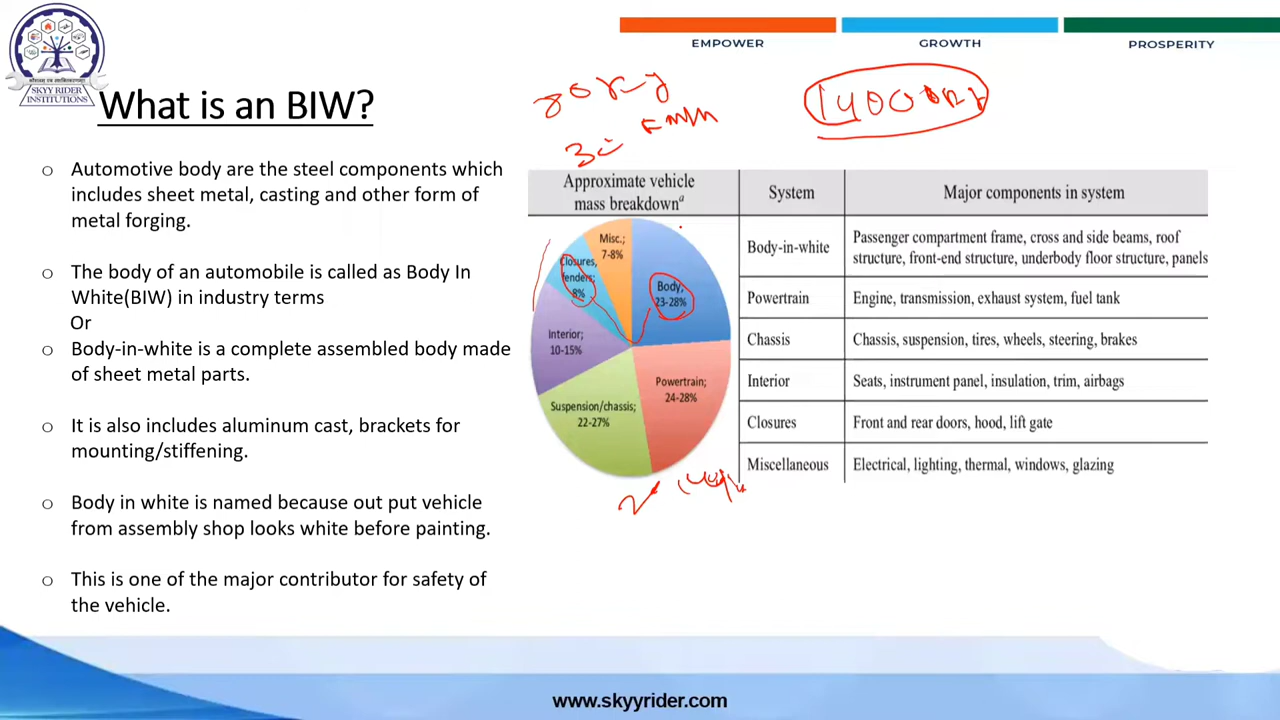 EMPOWER
GROWTH
PROSPERITY
SKYY RIDER
INSTITUTIONS
What is an BIW?
1400
30
o Automotive body are the steel components which
includes sheet metal, casting and other form of
metal forging.
o The body of an automobile is called as Body In
White(BIW) in industry terms
Or
o Body-in-white is a complete assembled body made
of sheet metal parts.
o It is also includes aluminum cast, brackets for
mounting/stiffening.
o Body in white is named because out put vehicle
from assembly shop looks white before painting.
o This is one of the major contributor for safety of
the vehicle.
Approximate vehicle
mass breakdownᵃ
System
Major components in system
Misc.;
7-8%
Closures,
fenders;
8%
Body;
23-28%
Interior;
10-15%
Powertrain;
24-28%
Suspension/chassis;
22-27%
Body-in-white
Passenger compartment frame, cross and side beams, roof
structure, front-end structure, underbody floor structure, panels
Powertrain
Engine, transmission, exhaust system, fuel tank
Chassis
Chassis, suspension, tires, wheels, steering, brakes
Interior
Seats, instrument panel, insulation, trim, airbags
Closures
Front and rear doors, hood, lift gate
Miscellaneous
Electrical, lighting, thermal, windows, glazing
www.skyyrider.com